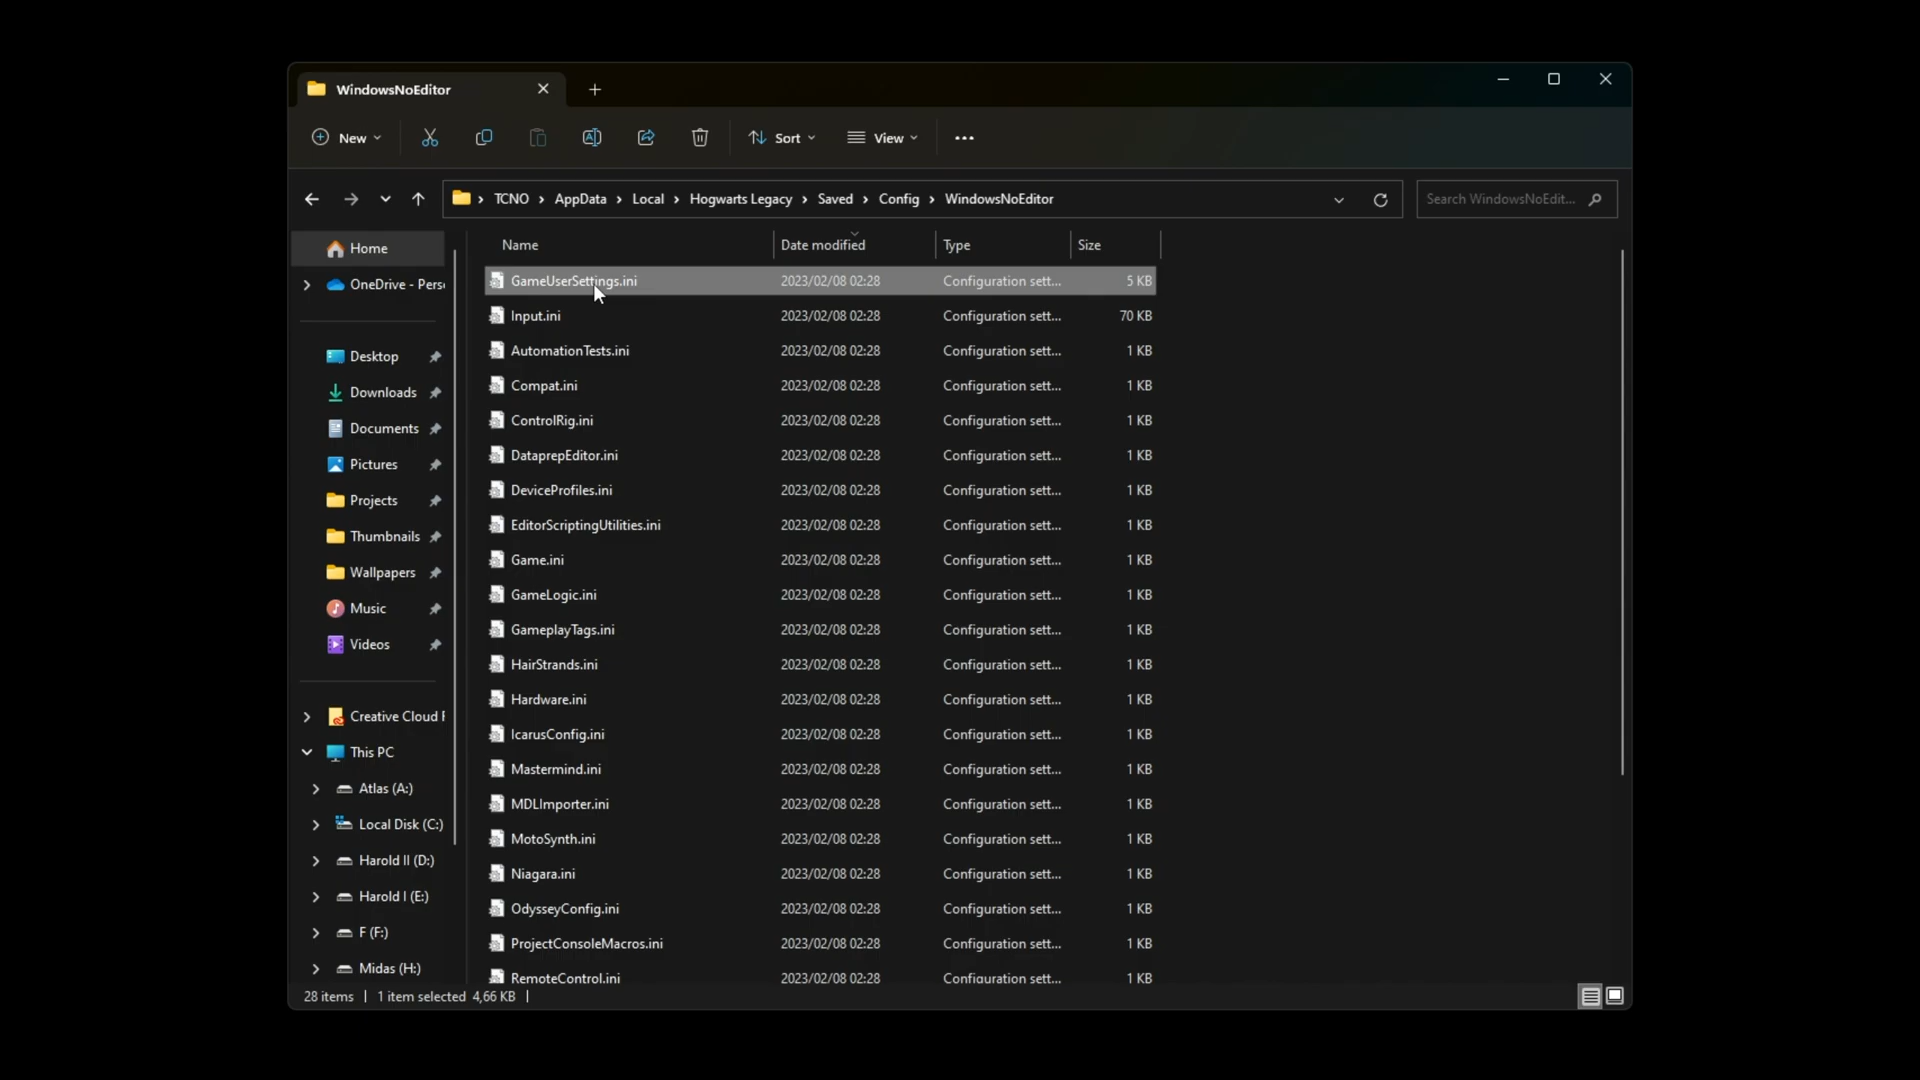 WindowsNoEditor
New
Sort
View
TCNO > AppData > Local > Hogwarts Legacy > Saved > Config > WindowsNoEditor
Search WindowsNoEdit...
Name Date modified Type Size
Home
OneDrive - Perso
Desktop
Downloads
Documents
Pictures
Projects
Thumbnails
Wallpapers
Music
Videos
Creative Cloud F
This PC
Atlas (A:)
Local Disk (C:)
Harold II (D:)
Harold I (E:)
F (F:)
Midas (H:)
GameUserSettings.ini 2023/02/08 02:28 Configuration sett... 5 KB
Input.ini 2023/02/08 02:28 Configuration sett... 70 KB
AutomationTests.ini 2023/02/08 02:28 Configuration sett... 1 KB
Compat.ini 2023/02/08 02:28 Configuration sett... 1 KB
ControlRig.ini 2023/02/08 02:28 Configuration sett... 1 KB
DataprepEditor.ini 2023/02/08 02:28 Configuration sett... 1 KB
DeviceProfiles.ini 2023/02/08 02:28 Configuration sett... 1 KB
EditorScriptingUtilities.ini 2023/02/08 02:28 Configuration sett... 1 KB
Game.ini 2023/02/08 02:28 Configuration sett... 1 KB
GameLogic.ini 2023/02/08 02:28 Configuration sett... 1 KB
GameplayTags.ini 2023/02/08 02:28 Configuration sett... 1 KB
HairStrands.ini 2023/02/08 02:28 Configuration sett... 1 KB
Hardware.ini 2023/02/08 02:28 Configuration sett... 1 KB
IcarusConfig.ini 2023/02/08 02:28 Configuration sett... 1 KB
Mastermind.ini 2023/02/08 02:28 Configuration sett... 1 KB
MDLImporter.ini 2023/02/08 02:28 Configuration sett... 1 KB
MotoSynth.ini 2023/02/08 02:28 Configuration sett... 1 KB
Niagara.ini 2023/02/08 02:28 Configuration sett... 1 KB
OdysseyConfig.ini 2023/02/08 02:28 Configuration sett... 1 KB
ProjectConsoleMacros.ini 2023/02/08 02:28 Configuration sett... 1 KB
RemoteControl.ini 2023/02/08 02:28 Configuration sett... 1 KB
28 items | 1 item selected 4,66 KB |